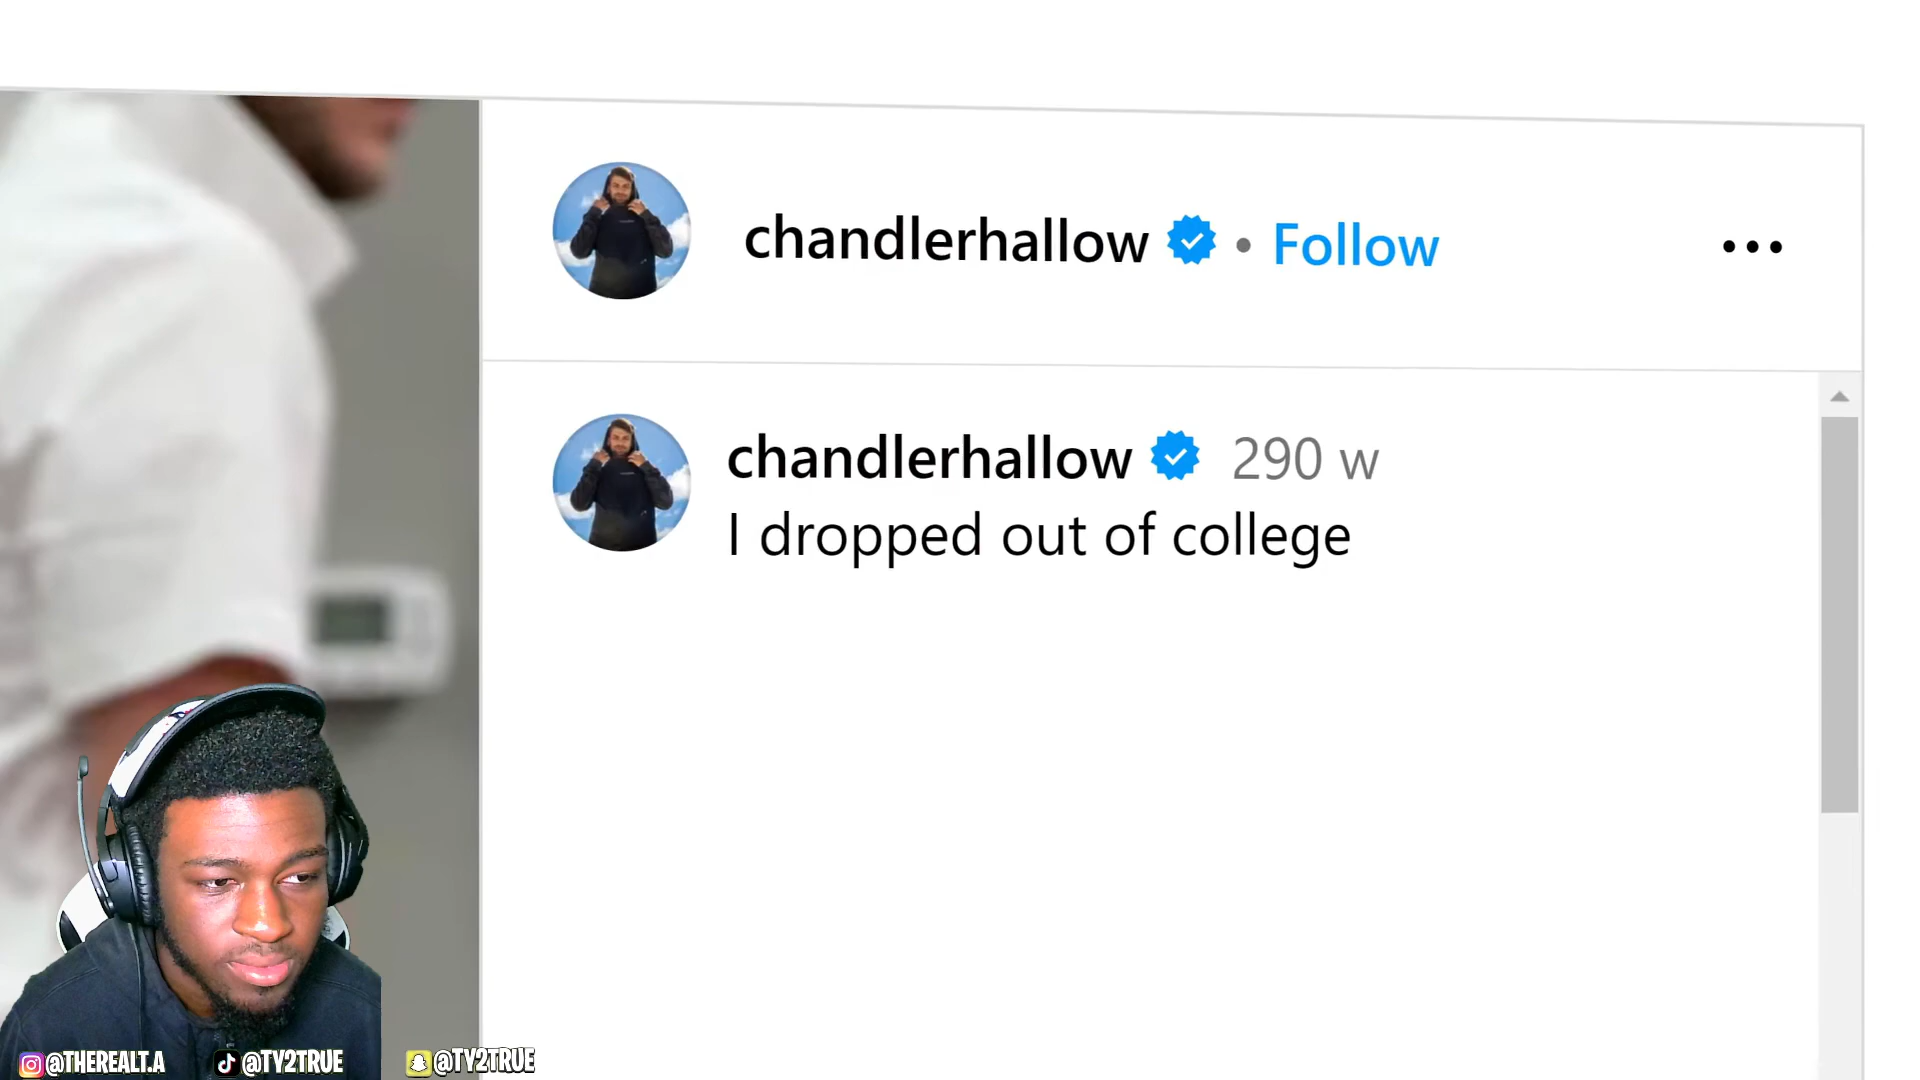 chandlerhallow • Follow
chandlerhallow 290 w
I dropped out of college
@THEREALT.A @TY2TRUE @TY2TRUE